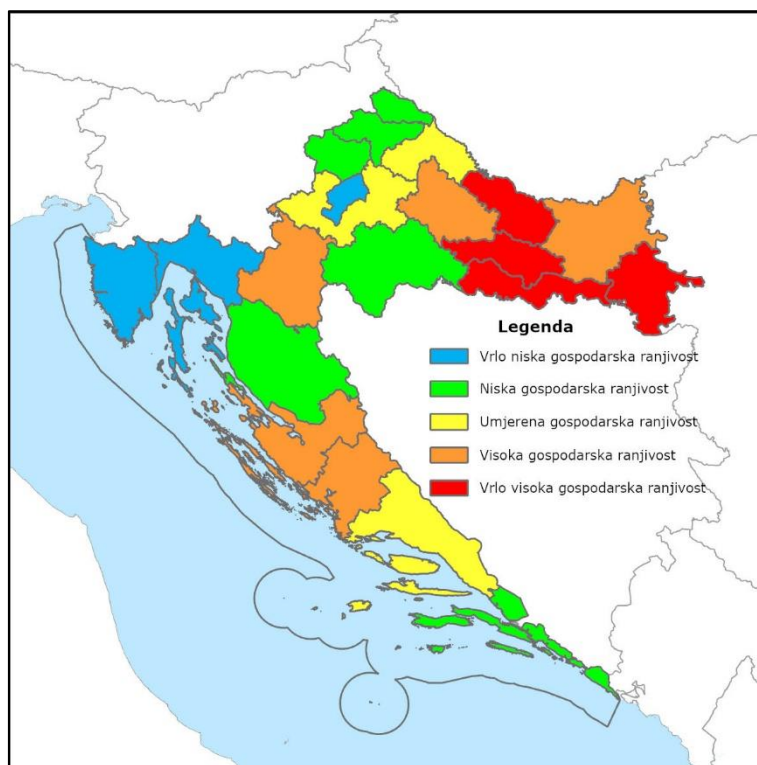 Legenda
Vrlo niska gospodarska ranjivost
Niska gospodarska ranjivost
Umjerena gospodarska ranjivost
Visoka gospodarska ranjivost
Vrlo visoka gospodarska ranjivost